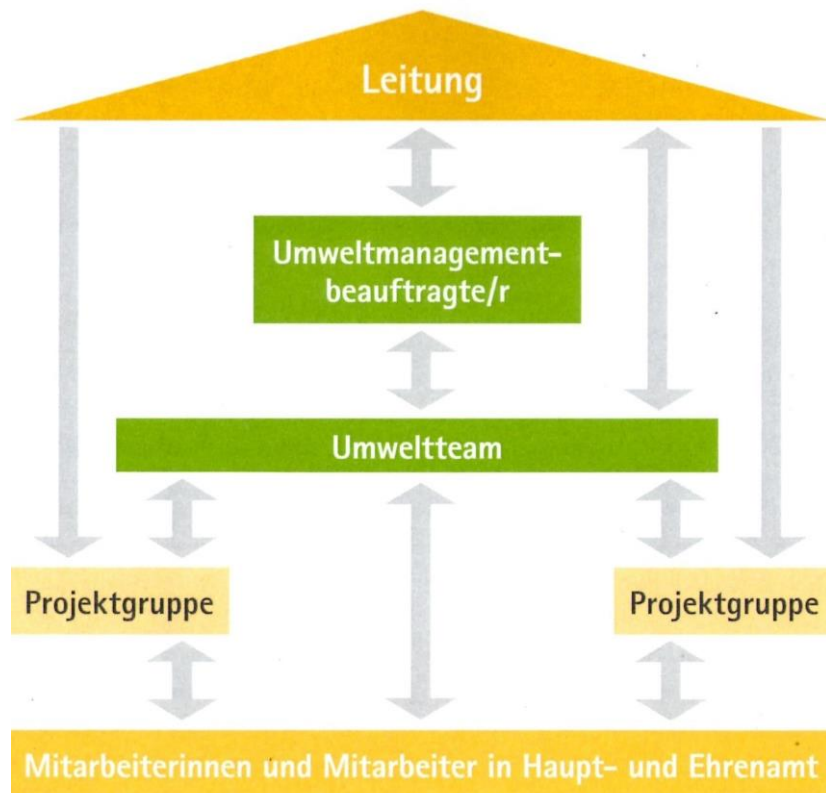 Leitung
Umweltmanagement-
beauftragte/r
Umweltteam
Projektgruppe
Projektgruppe
Mitarbeiterinnen und Mitarbeiter in Haupt- und Ehrenamt